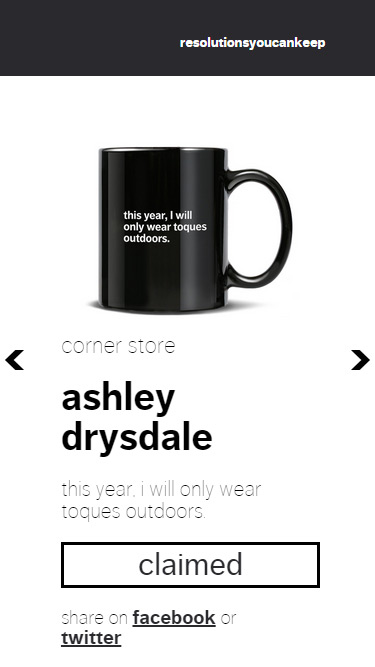 resolutionsyoucankeep
this year, I will
only wear toques
outdoors.
corner store
ashley
drysdale
this year, i will only wear
toques outdoors.
claimed
share on facebook or
twitter